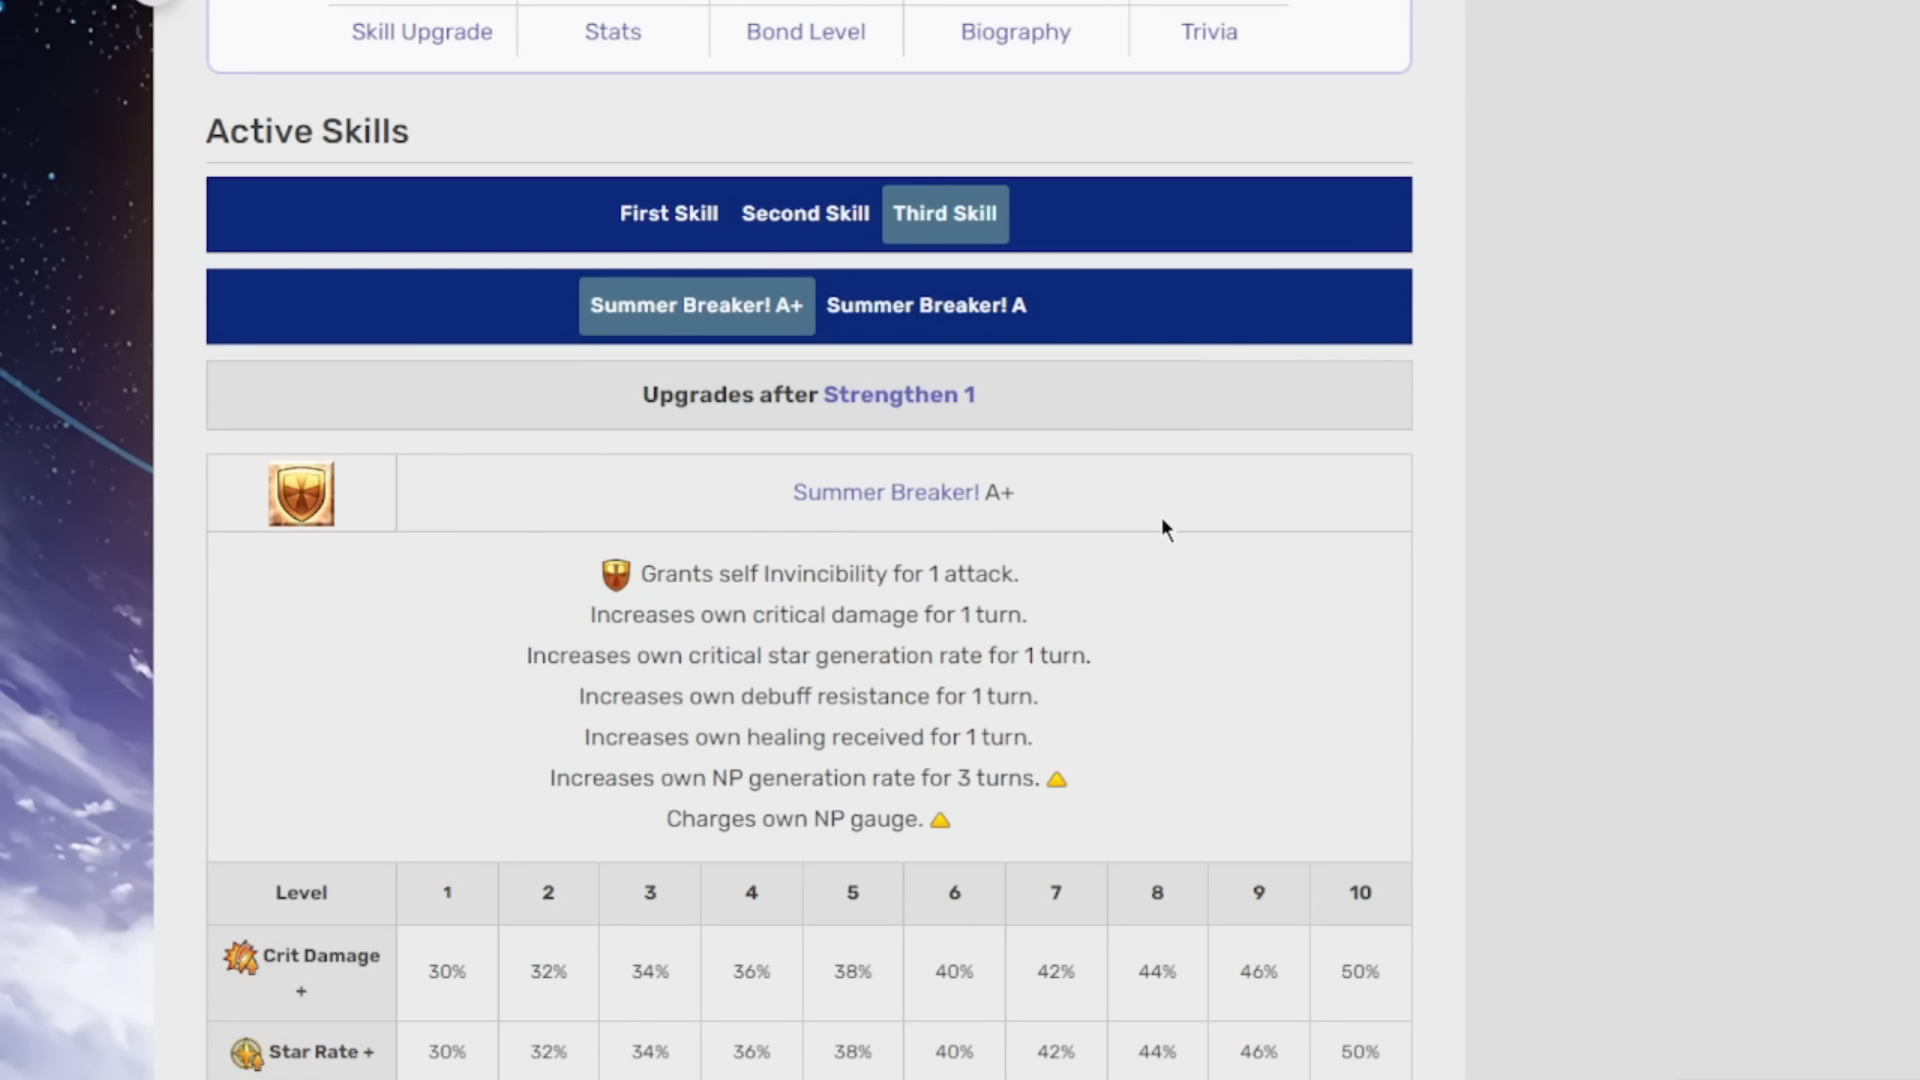 Skill Upgrade Stats Bond Level Biography Trivia
Active Skills
First Skill Second Skill Third Skill
Summer Breaker! A+ Summer Breaker! A
Upgrades after Strengthen 1
Summer Breaker! A+
Grants self Invincibility for 1 attack.
Increases own critical damage for 1 turn.
Increases own critical star generation rate for 1 turn.
Increases own debuff resistance for 1 turn.
Increases own healing received for 1 turn.
Increases own NP generation rate for 3 turns.
Charges own NP gauge.
Level 1 2 3 4 5 6 7 8 9 10
Crit Damage + 30% 32% 34% 36% 38% 40% 42% 44% 46% 50%
Star Rate + 30% 32% 34% 36% 38% 40% 42% 44% 46% 50%